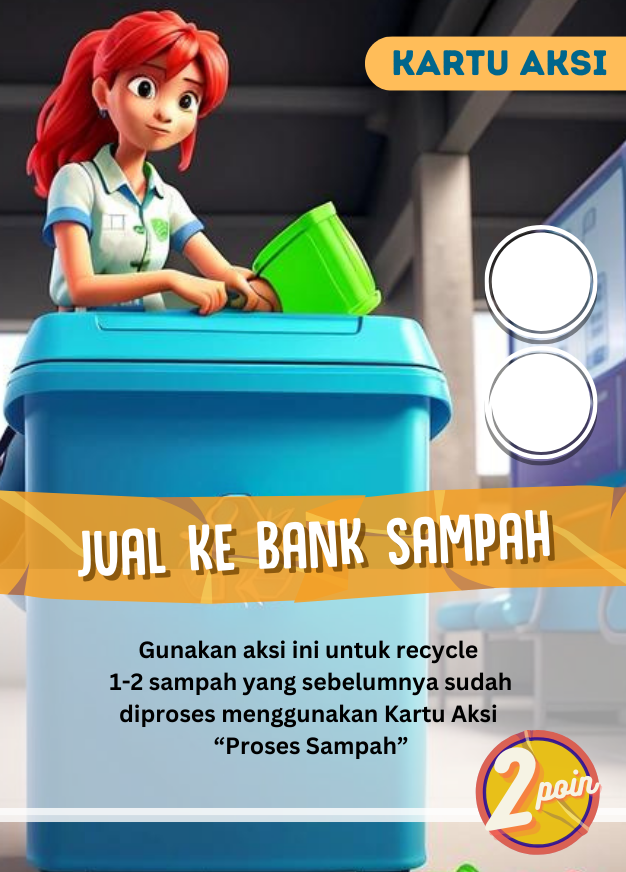 KARTU AKSI
JUAL KE BANK SAMPAH
Gunakan aksi ini untuk recycle
1-2 sampah yang sebelumnya sudah
diproses menggunakan Kartu Aksi
“Proses Sampah”
2 poin